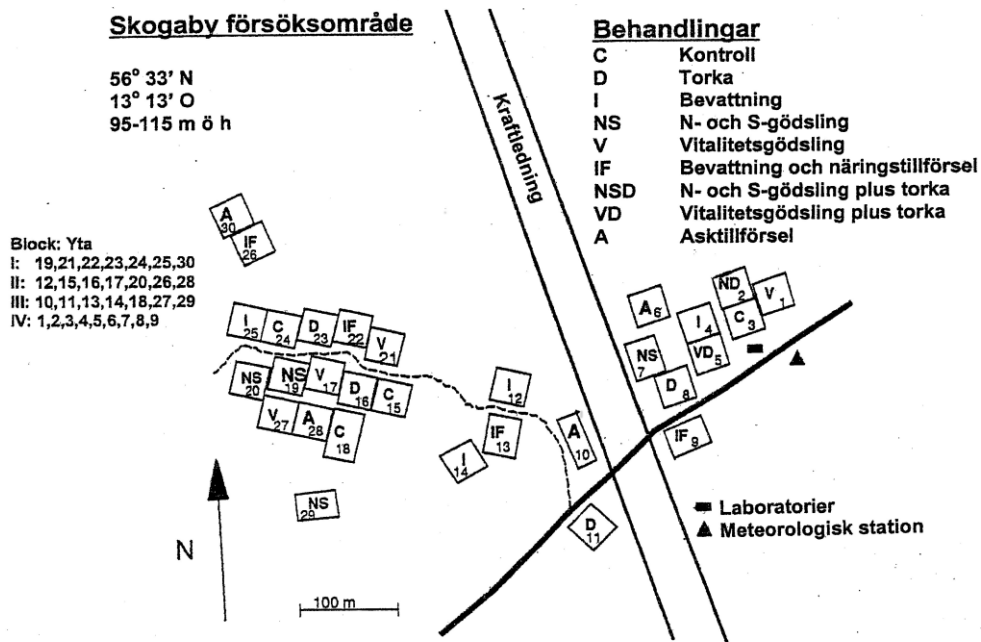 Skogaby försöksområde
56° 33' N
13° 13' O
95-115 m ö h
Behandlingar
C Kontroll
D Torka
I Bevattning
NS N- och S-gödsling
V Vitalitetsgödsling
IF Bevattning och näringstillförsel
NSD N- och S-gödsling plus torka
VD Vitalitetsgödsling plus torka
A Asktillförsel
Kraftledning
Block: Yta
I: 19,21,22,23,24,25,30
II: 12,15,16,17,20,26,28
III: 10,11,13,14,18,27,29
IV: 1,2,3,4,5,6,7,8,9
A 30
IF 26
I 25
C 24
D 23
IF 22
V 21
NS 20
NS 19
V 17
D 16
C 15
V 27
A 28
C 18
NS 29
I 12
IF 13
I 14
A 10
D 11
A 6
ND 2
V 1
I 4
C 3
NS 7
VD 5
D 8
IF 9
Laboratorier
Meteorologisk station
N
100 m